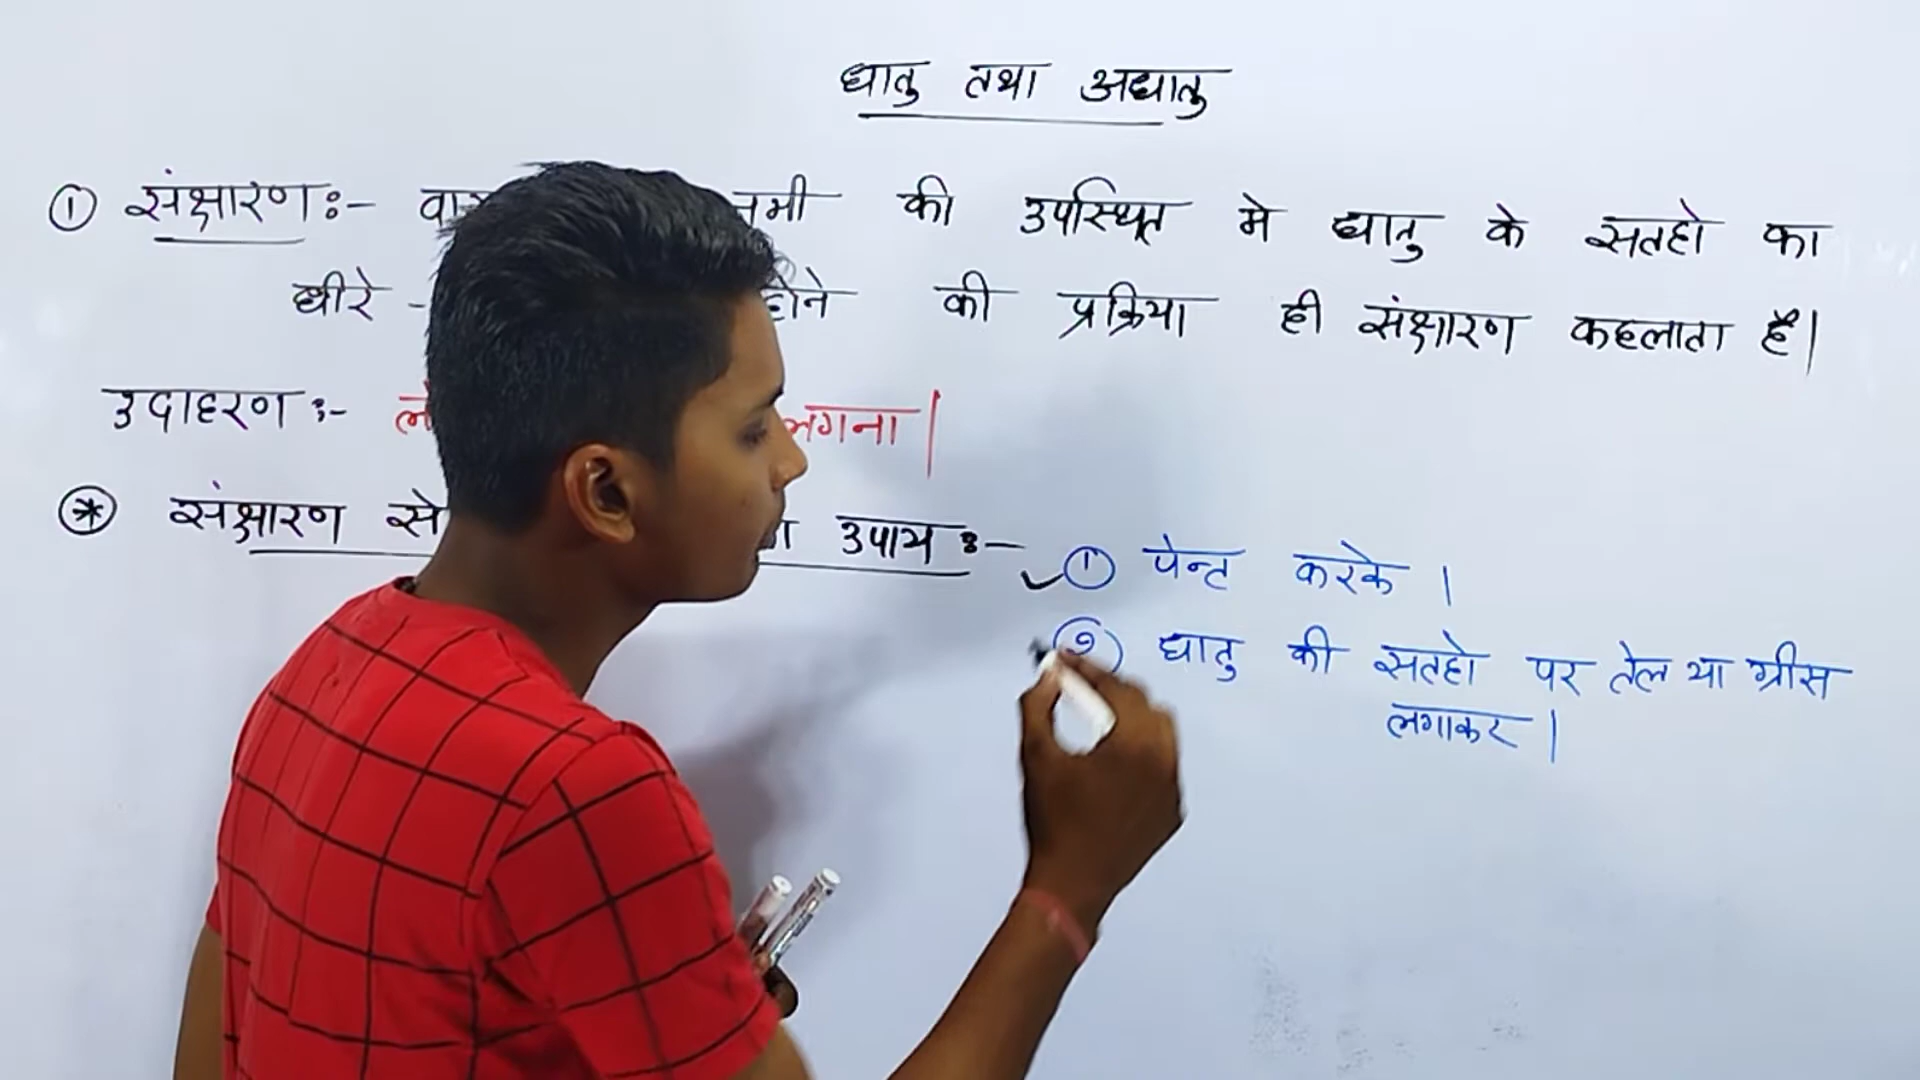 धातु तथा अधातु
① संक्षारण :- नमी की उपस्थित मे धातु के सतहो का
धीरे - होने की प्रक्रिया ही संक्षारण कहलाता है।
उदाहरण :- लगना।
* संक्षारण से उपाय :-
① पेन्ट करके ।
② धातु की सतहो पर तेल या ग्रीस
लगाकर ।